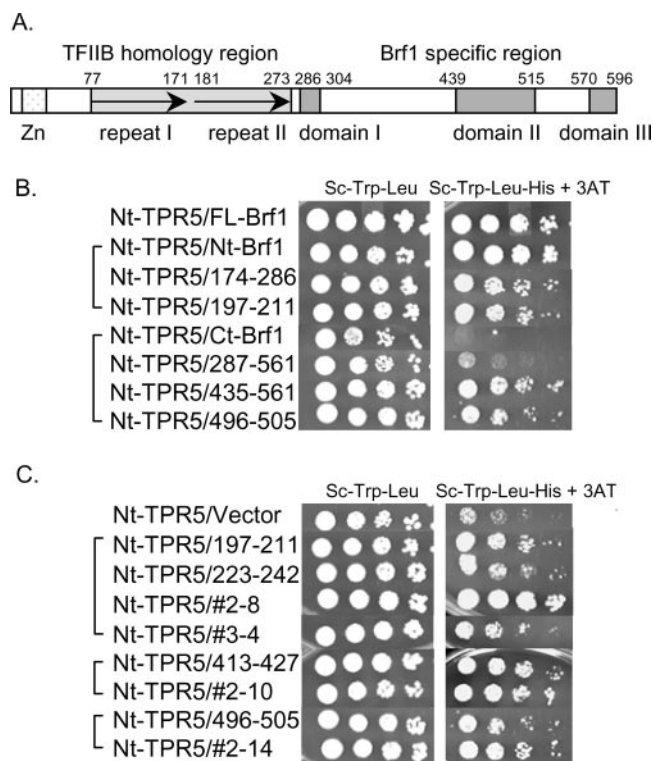 A.
TFIIB homology region Brf1 specific region
77 171 181 273 286 304 439 515 570 596
Zn repeat I repeat II domain I domain II domain III
B.
Sc-Trp-Leu Sc-Trp-Leu-His + 3AT
Nt-TPR5/FL-Brf1
Nt-TPR5/Nt-Brf1
Nt-TPR5/174-286
Nt-TPR5/197-211
Nt-TPR5/Ct-Brf1
Nt-TPR5/287-561
Nt-TPR5/435-561
Nt-TPR5/496-505
C.
Sc-Trp-Leu Sc-Trp-Leu-His + 3AT
Nt-TPR5/Vector
Nt-TPR5/197-211
Nt-TPR5/223-242
Nt-TPR5/#2-8
Nt-TPR5/#3-4
Nt-TPR5/413-427
Nt-TPR5/#2-10
Nt-TPR5/496-505
Nt-TPR5/#2-14